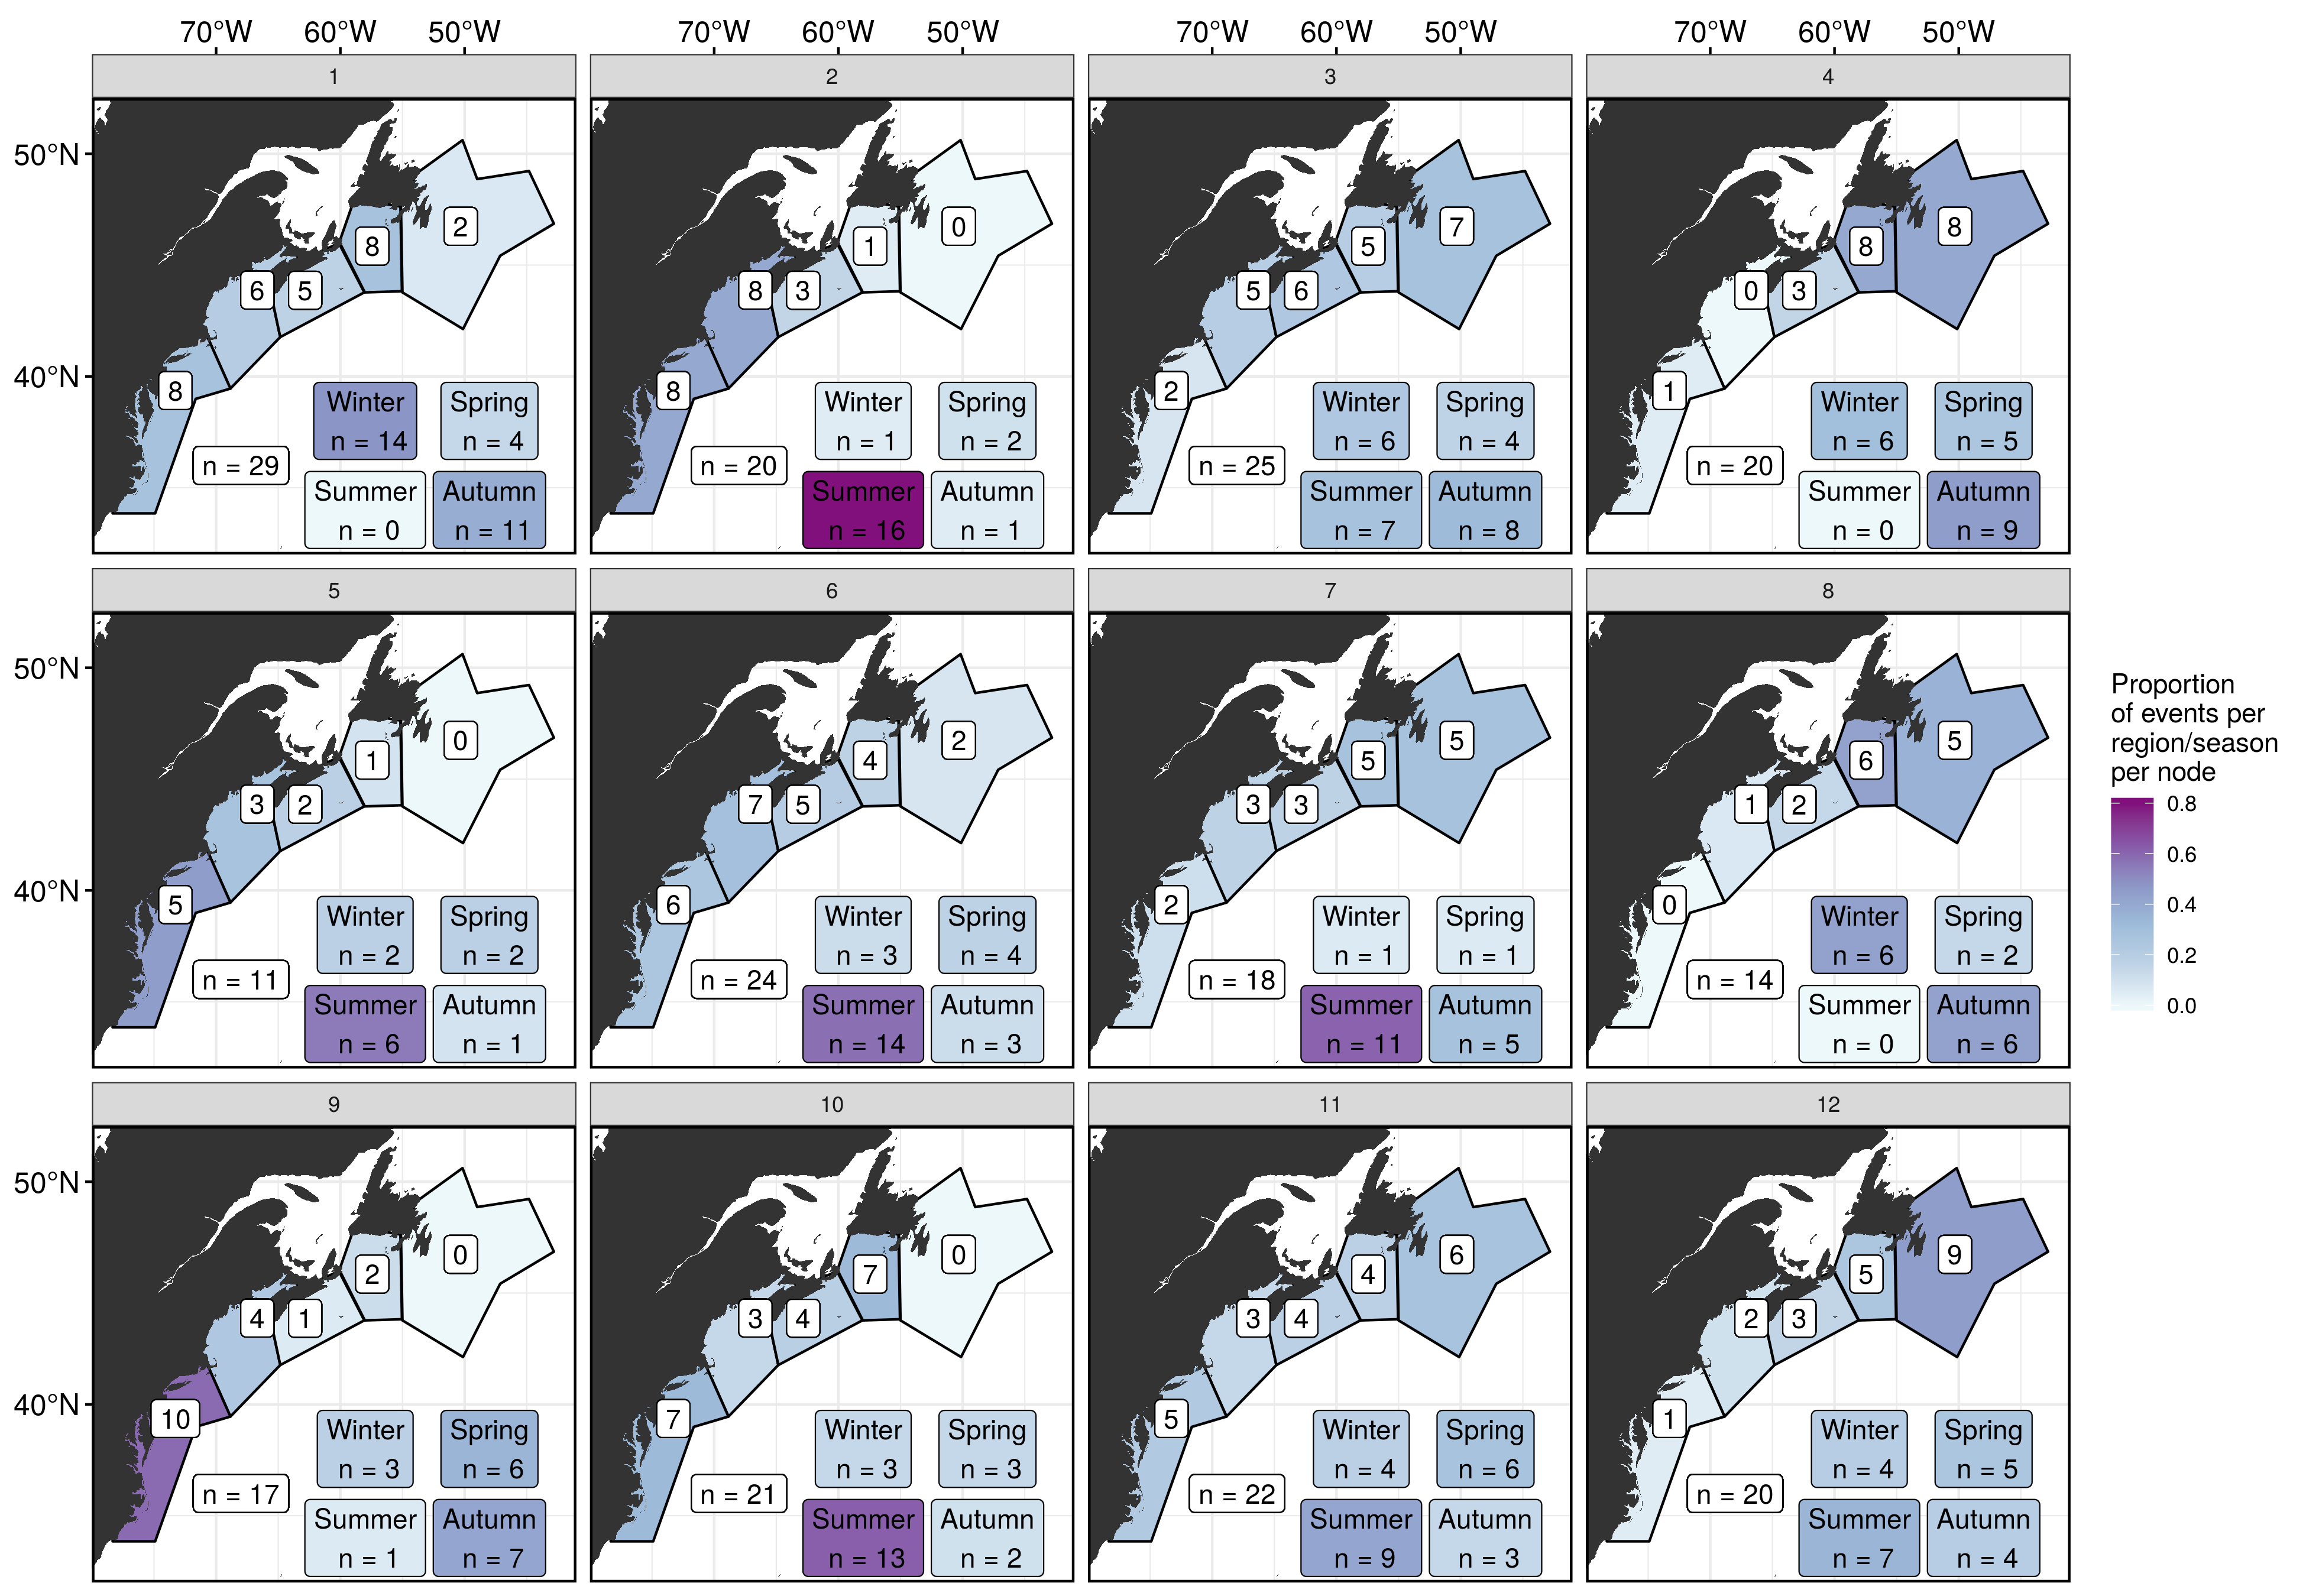 70°W 60°W 50°W 70°W 60°W 50°W 70°W 60°W 50°W 70°W 60°W 50°W
1 2 3 4
50°N
2 0 7 8
8 1 5 8
6 5 8 3 5 6 0 3
40°N
8 8 2 1
Winter Spring Winter Spring Winter Spring Winter Spring
n = 14 n = 4 n = 1 n = 2 n = 6 n = 4 n = 6 n = 5
n = 29 n = 20 n = 25 n = 20
Summer Autumn Summer Autumn Summer Autumn Summer Autumn
n = 0 n = 11 n = 16 n = 1 n = 7 n = 8 n = 0 n = 9
5 6 7 8
50°N
0 2 5 5
1 4 5 6
3 2 7 5 3 3 1 2
40°N
5 6 2 0
Winter Spring Winter Spring Winter Spring Winter Spring
n = 2 n = 2 n = 3 n = 4 n = 1 n = 1 n = 6 n = 2
n = 11 n = 24 n = 18 n = 14
Summer Autumn Summer Autumn Summer Autumn Summer Autumn
n = 6 n = 1 n = 14 n = 3 n = 11 n = 5 n = 0 n = 6
9 10 11 12
50°N
0 0 6 9
2 7 4 5
4 1 3 4 3 4 2 3
40°N
10 7 5 1
Winter Spring Winter Spring Winter Spring Winter Spring
n = 3 n = 6 n = 3 n = 3 n = 4 n = 6 n = 4 n = 5
n = 17 n = 21 n = 22 n = 20
Summer Autumn Summer Autumn Summer Autumn Summer Autumn
n = 1 n = 7 n = 13 n = 2 n = 9 n = 3 n = 7 n = 4
Proportion
of events per
region/season
per node
0.8
0.6
0.4
0.2
0.0